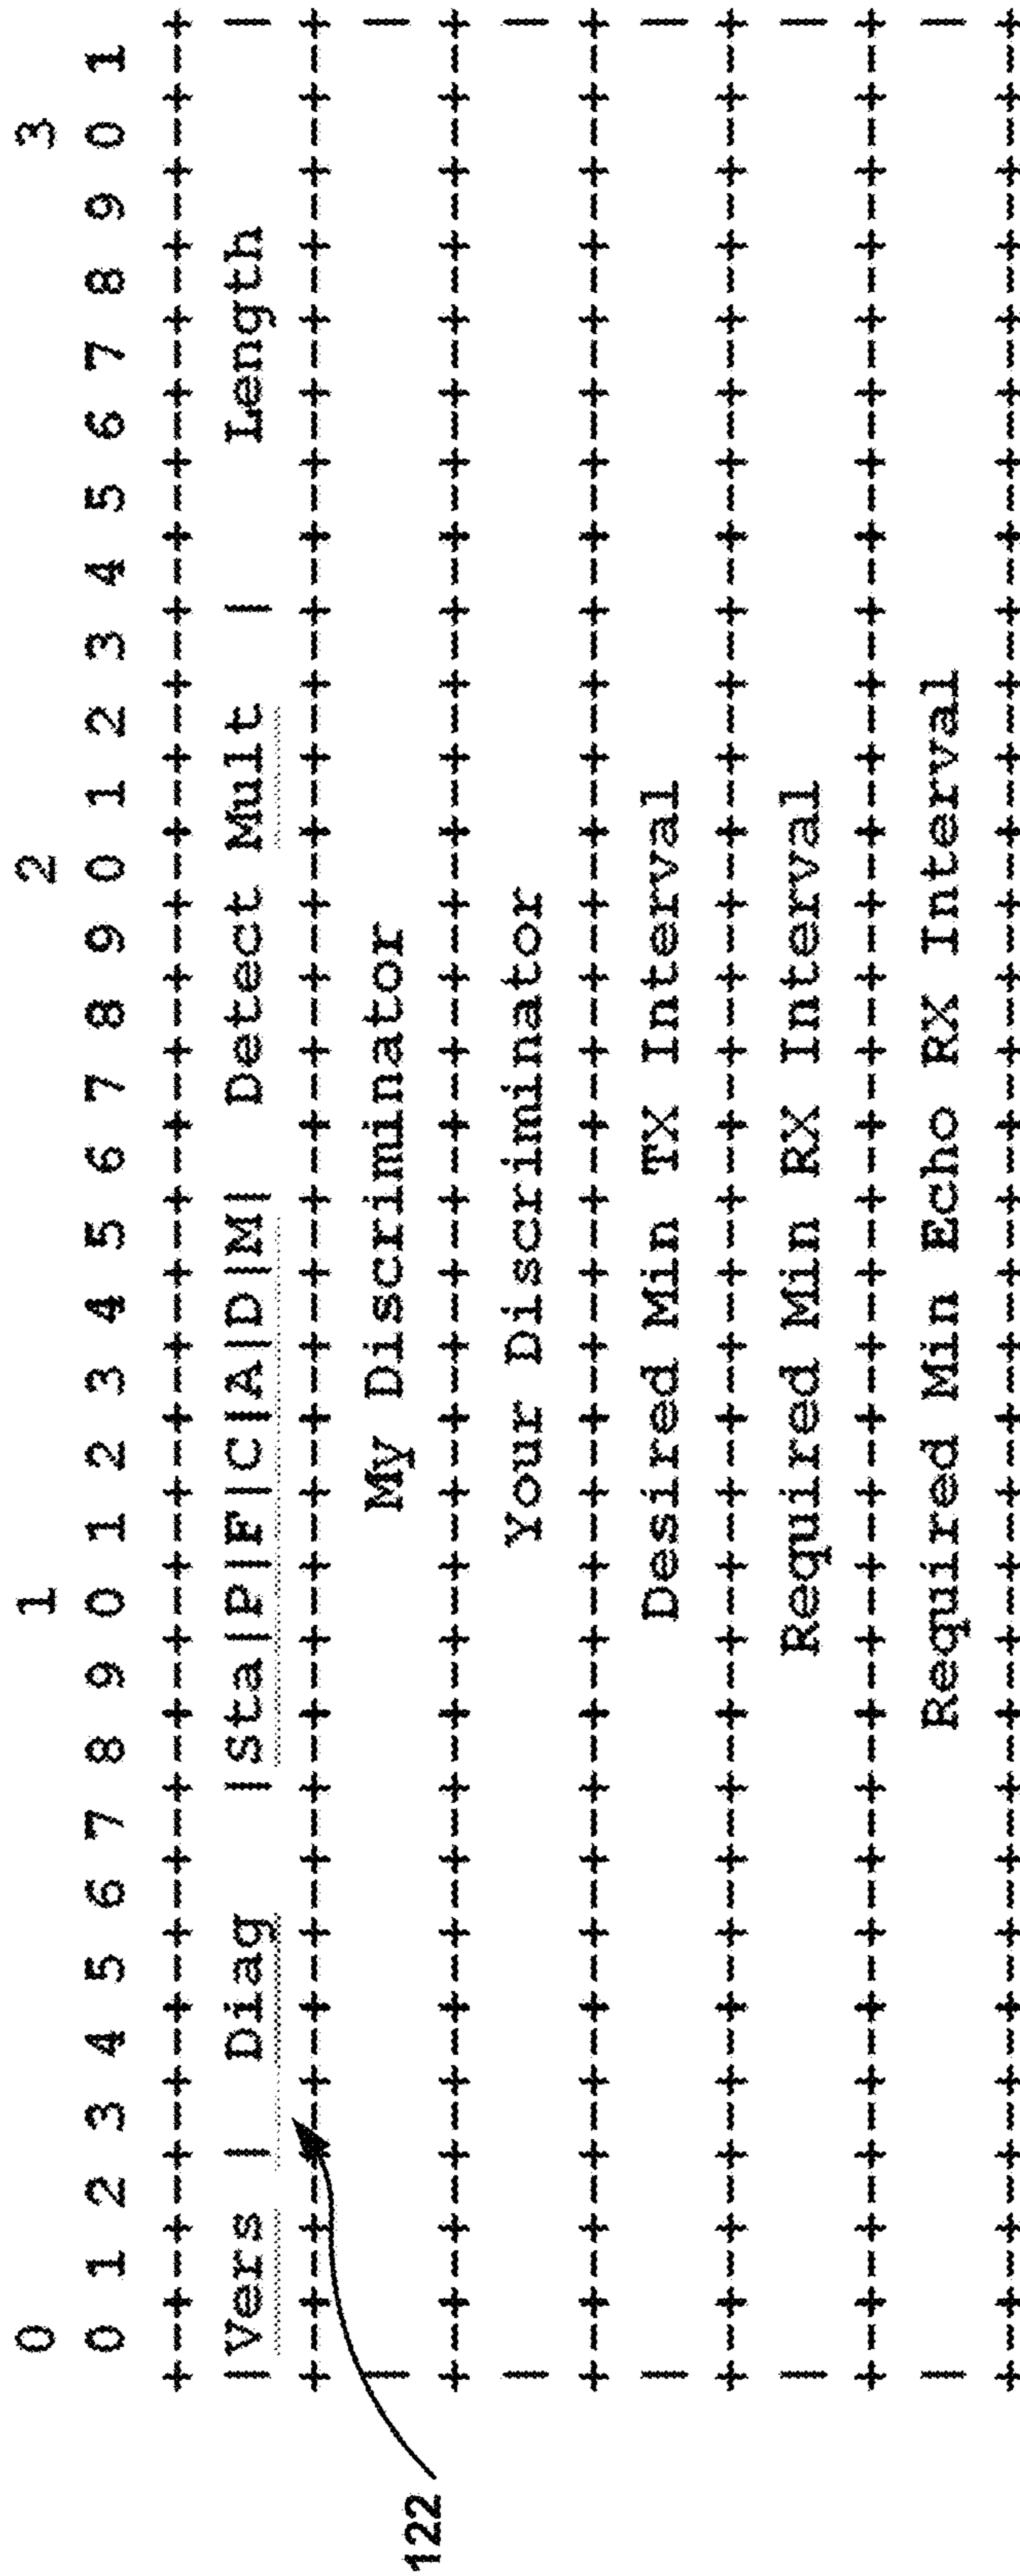 0                   1                   2                   3
 0 1 2 3 4 5 6 7 8 9 0 1 2 3 4 5 6 7 8 9 0 1 2 3 4 5 6 7 8 9 0 1
+-+-+-+-+-+-+-+-+-+-+-+-+-+-+-+-+-+-+-+-+-+-+-+-+-+-+-+-+-+-+-+-+
|Vers |  Diag   |Sta|P|F|C|A|D|M|  Detect Mult  |    Length     |
+-+-+-+-+-+-+-+-+-+-+-+-+-+-+-+-+-+-+-+-+-+-+-+-+-+-+-+-+-+-+-+-+
|                       My Discriminator                        |
+-+-+-+-+-+-+-+-+-+-+-+-+-+-+-+-+-+-+-+-+-+-+-+-+-+-+-+-+-+-+-+-+
|                      Your Discriminator                       |
+-+-+-+-+-+-+-+-+-+-+-+-+-+-+-+-+-+-+-+-+-+-+-+-+-+-+-+-+-+-+-+-+
|                    Desired Min TX Interval                    |
+-+-+-+-+-+-+-+-+-+-+-+-+-+-+-+-+-+-+-+-+-+-+-+-+-+-+-+-+-+-+-+-+
|                   Required Min RX Interval                    |
+-+-+-+-+-+-+-+-+-+-+-+-+-+-+-+-+-+-+-+-+-+-+-+-+-+-+-+-+-+-+-+-+
|                 Required Min Echo RX Interval                 |
+-+-+-+-+-+-+-+-+-+-+-+-+-+-+-+-+-+-+-+-+-+-+-+-+-+-+-+-+-+-+-+-+
122